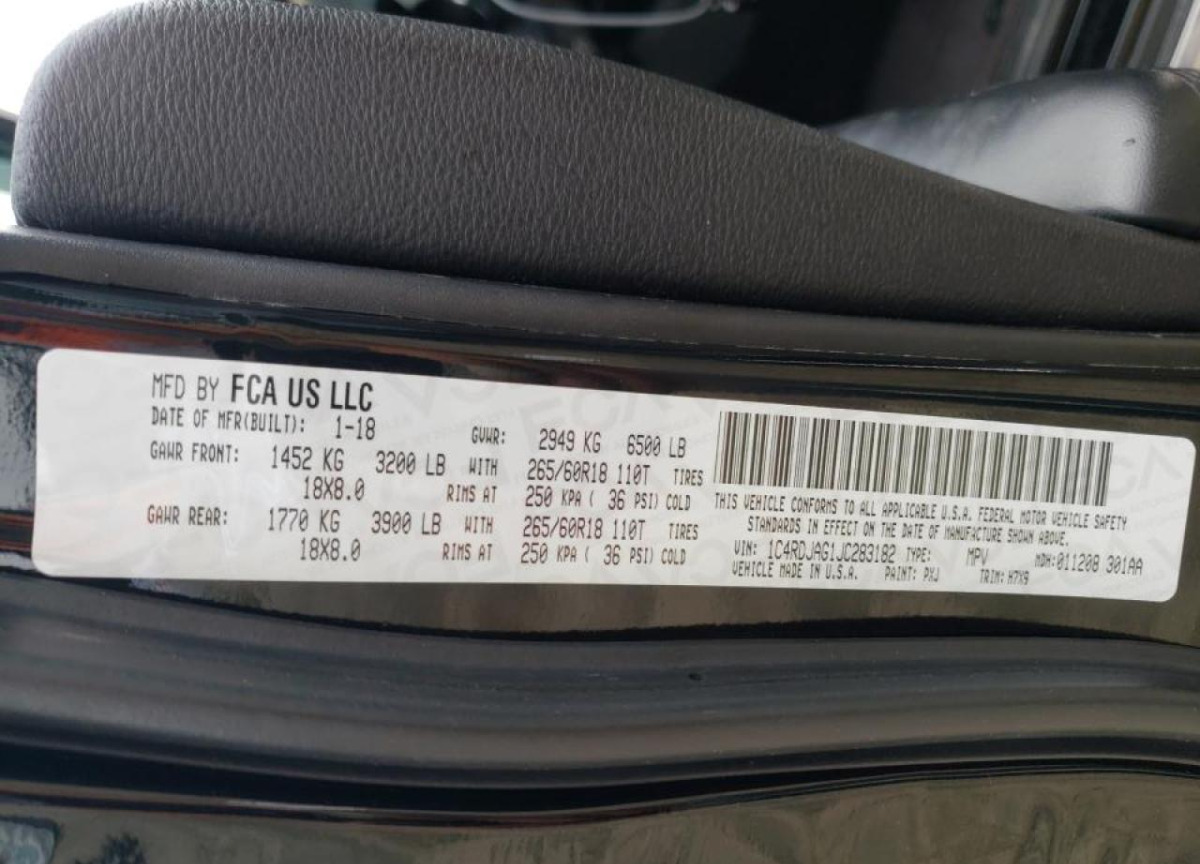 MFD BY FCA US LLC
DATE OF MFR(BUILT): 1-18 GVWR: 2949 KG 6500 LB
GAWR FRONT: 1452 KG 3200 LB WITH 265/60R18 110T TIRES
18X8.0 RIMS AT 250 KPA ( 36 PSI) COLD
GAWR REAR: 1770 KG 3900 LB WITH 265/60R18 110T TIRES
18X8.0 RIMS AT 250 KPA ( 36 PSI) COLD
THIS VEHICLE CONFORMS TO ALL APPLICABLE U.S.A. FEDERAL MOTOR VEHICLE SAFETY
STANDARDS IN EFFECT ON THE DATE OF MANUFACTURE SHOWN ABOVE.
VIN: 1C4RDJAG1JC283182 TYPE: MPV MDH:011208 301AA
VEHICLE MADE IN U.S.A. PAINT: PXJ TRIM: H7X9